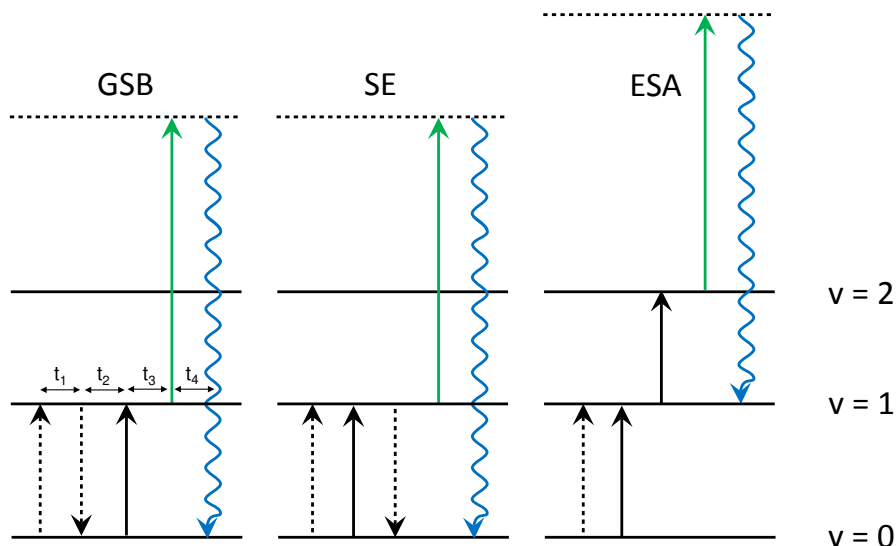 GSB
SE
ESA
v = 2
t1 t2 t3 t4
v = 1
v = 0